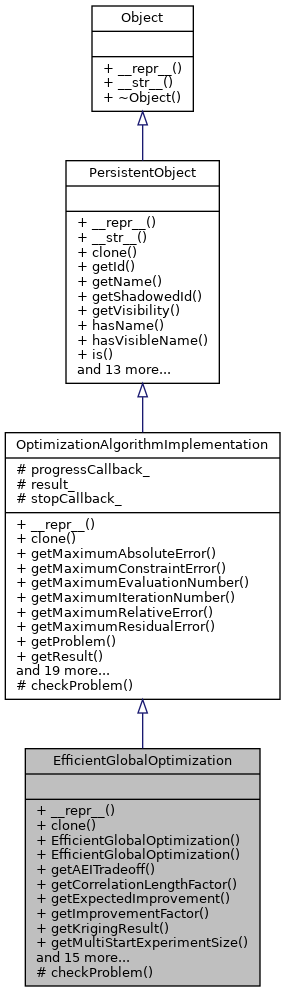 Object
+ __repr__()
+ __str__()
+ ~Object()
PersistentObject
+ __repr__()
+ __str__()
+ clone()
+ getId()
+ getName()
+ getShadowedId()
+ getVisibility()
+ hasName()
+ hasVisibleName()
+ is()
and 13 more...
OptimizationAlgorithmImplementation
# progressCallback_
# result_
# stopCallback_
+ __repr__()
+ clone()
+ getMaximumAbsoluteError()
+ getMaximumConstraintError()
+ getMaximumEvaluationNumber()
+ getMaximumIterationNumber()
+ getMaximumRelativeError()
+ getMaximumResidualError()
+ getProblem()
+ getResult()
and 19 more...
# checkProblem()
EfficientGlobalOptimization
+ __repr__()
+ clone()
+ EfficientGlobalOptimization()
+ EfficientGlobalOptimization()
+ getAEITradeoff()
+ getCorrelationLengthFactor()
+ getExpectedImprovement()
+ getImprovementFactor()
+ getKrigingResult()
+ getMultiStartExperimentSize()
and 15 more...
# checkProblem()